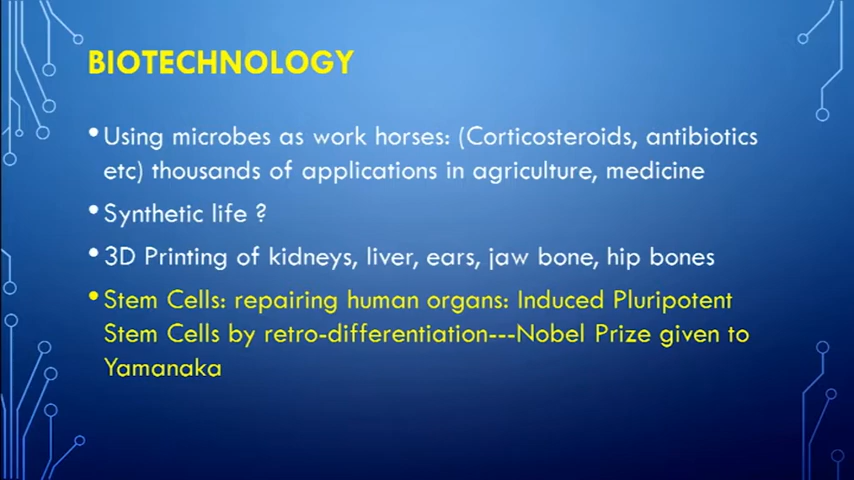 BIOTECHNOLOGY
•Using microbes as work horses: (Corticosteroids, antibiotics
etc) thousands of applications in agriculture, medicine
•Synthetic life ?
•3D Printing of kidneys, liver, ears, jaw bone, hip bones
•Stem Cells: repairing human organs: Induced Pluripotent
Stem Cells by retro-differentiation---Nobel Prize given to
Yamanaka